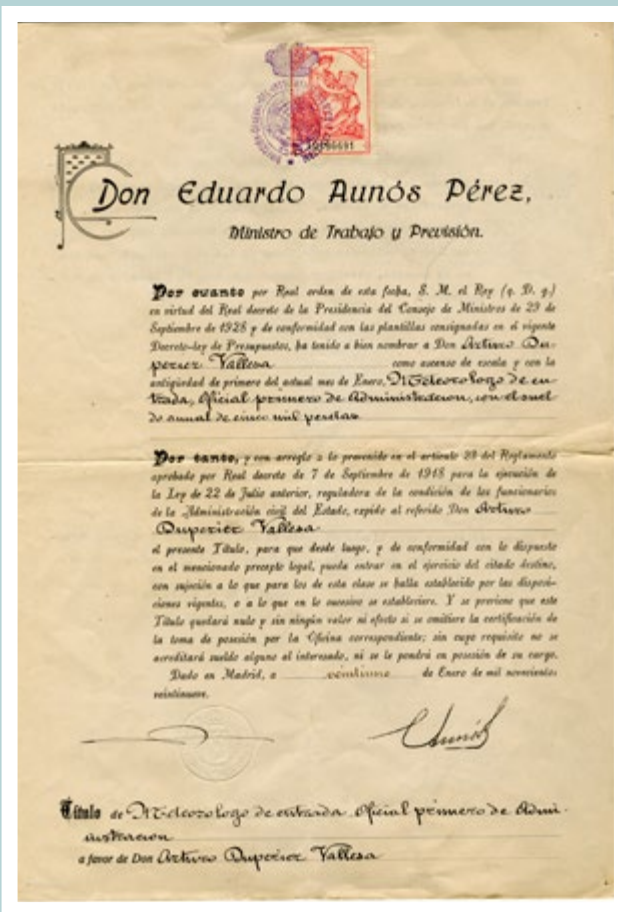 Don Eduardo Aunós Pérez,
Ministro de Trabajo y Previsión.
Por cuanto por Real orden de esta fecha, S. M. el Rey (q. D. g.)
en virtud del Real decreto de la Presidencia del Consejo de Ministros de 29 de
Septiembre de 1928 y de conformidad con las plantillas consignadas en el vigente
Decreto-ley de Presupuestos, ha tenido a bien nombrar a Don Arturo Du-
perier Vallesa como ascenso de escala y con la
antigüedad de primero del actual mes de Enero, Meteorologo de en-
trada, Oficial primero de Administracion, con el suel
do anual de cinco mil pesetas
Por tanto, y con arreglo a lo prevenido en el artículo 29 del Reglamento
aprobado por Real decreto de 7 de Septiembre de 1918 para la ejecución de
la Ley de 22 de Julio anterior, reguladora de la condición de los funcionarios
de la Administración civil del Estado, expido al referido Don Arturo
Duperier Vallesa
el presente Título, para que desde luego, y de conformidad con lo dispuesto
en el mencionado precepto legal, pueda entrar en el ejercicio del citado destino,
con sujeción a lo que para los de esta clase se halla establecido por las disposi-
ciones vigentes, o a lo que en lo sucesivo se estableciere. Y se previene que este
Título quedará nulo y sin ningún valor ni efecto si se omitiere la certificación de
la toma de posesión por la Oficina correspondiente; sin cuyo requisito no se
acreditará sueldo alguno al interesado, ni se le pondrá en posesión de su cargo.
Dado en Madrid, a veintiuno de Enero de mil novecientos
veintinueve.
Aunós
Título de Meteorologo de entrada Oficial primero de Admi-
nistracion
a favor de Don Arturo Duperier Vallesa